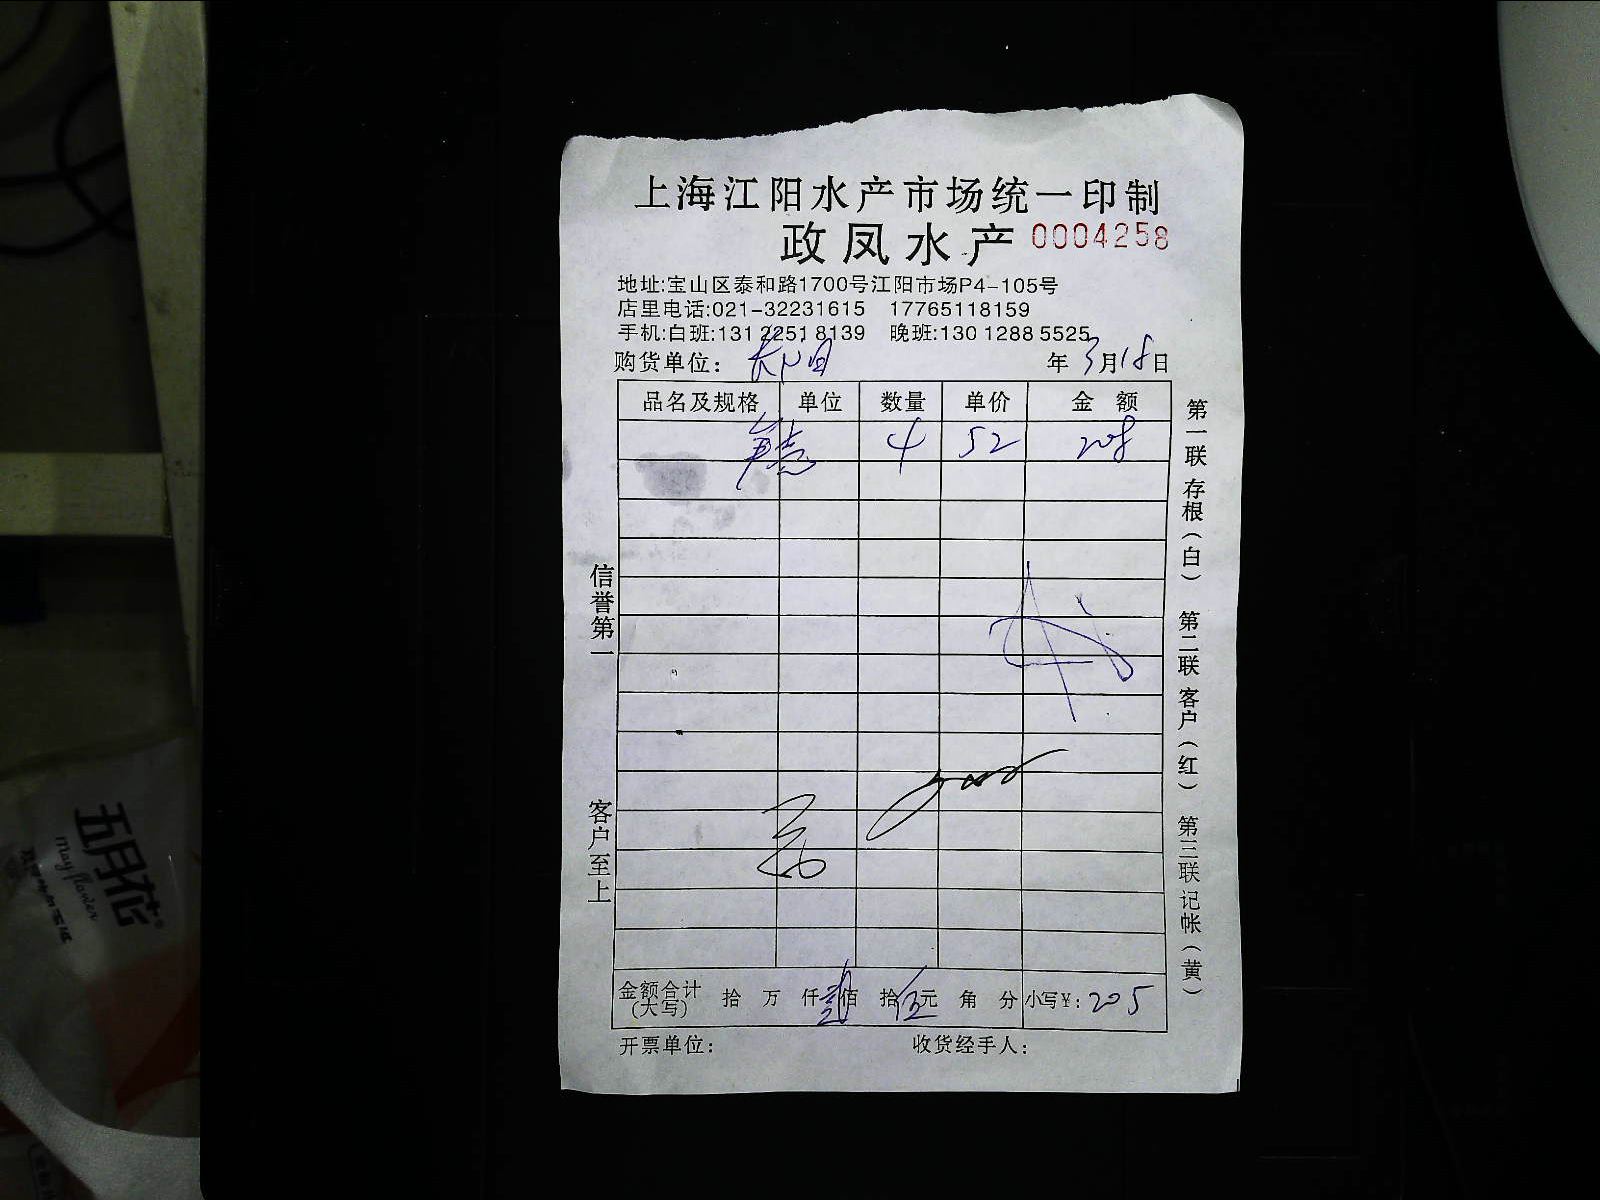 上海江阳水产市场统一印制
政凤水产 0004258
地址:宝山区泰和路1700号江阳市场P4-105号
店里电话:021-32231615 17765118159
手机:白班:131 2251 8139 晚班:130 1288 5525
购货单位: 年 3月18日
品名及规格 单位 数量 单价 金 额
4 52 208
金额合计(大写) 拾 万 仟贰佰 拾伍元 角 分 小写¥: 205
开票单位: 收货经手人:
信誉第一
客户至上
第一联 存根(白)
第二联 客户(红)
第三联 记帐(黄)
五月花
May flower